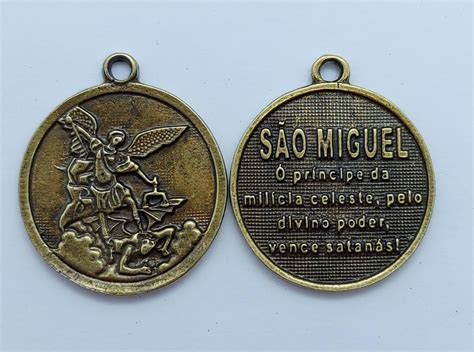 SÃO MIGUEL
O príncipe da
milícia celeste, pelo
divino poder,
vence satanás!